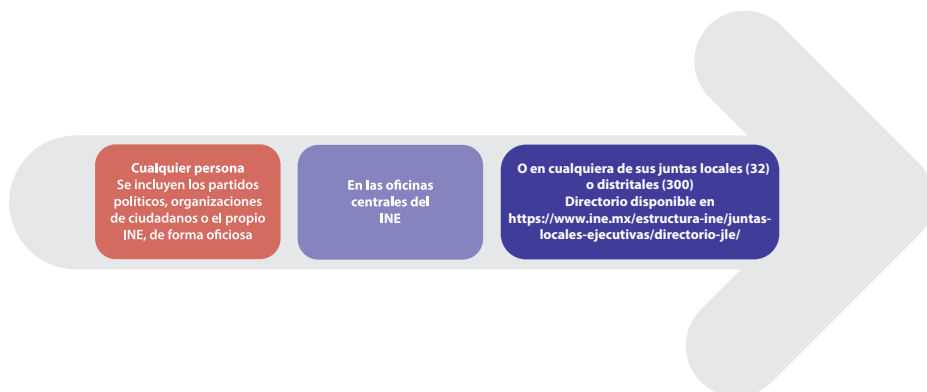 Cualquier persona
Se incluyen los partidos
políticos, organizaciones
de ciudadanos o el propio
INE, de forma oficiosa
En las oficinas
centrales del
INE
O en cualquiera de sus juntas locales (32)
o distritales (300)
Directorio disponible en
https://www.ine.mx/estructura-ine/juntas-
locales-ejecutivas/directorio-jle/